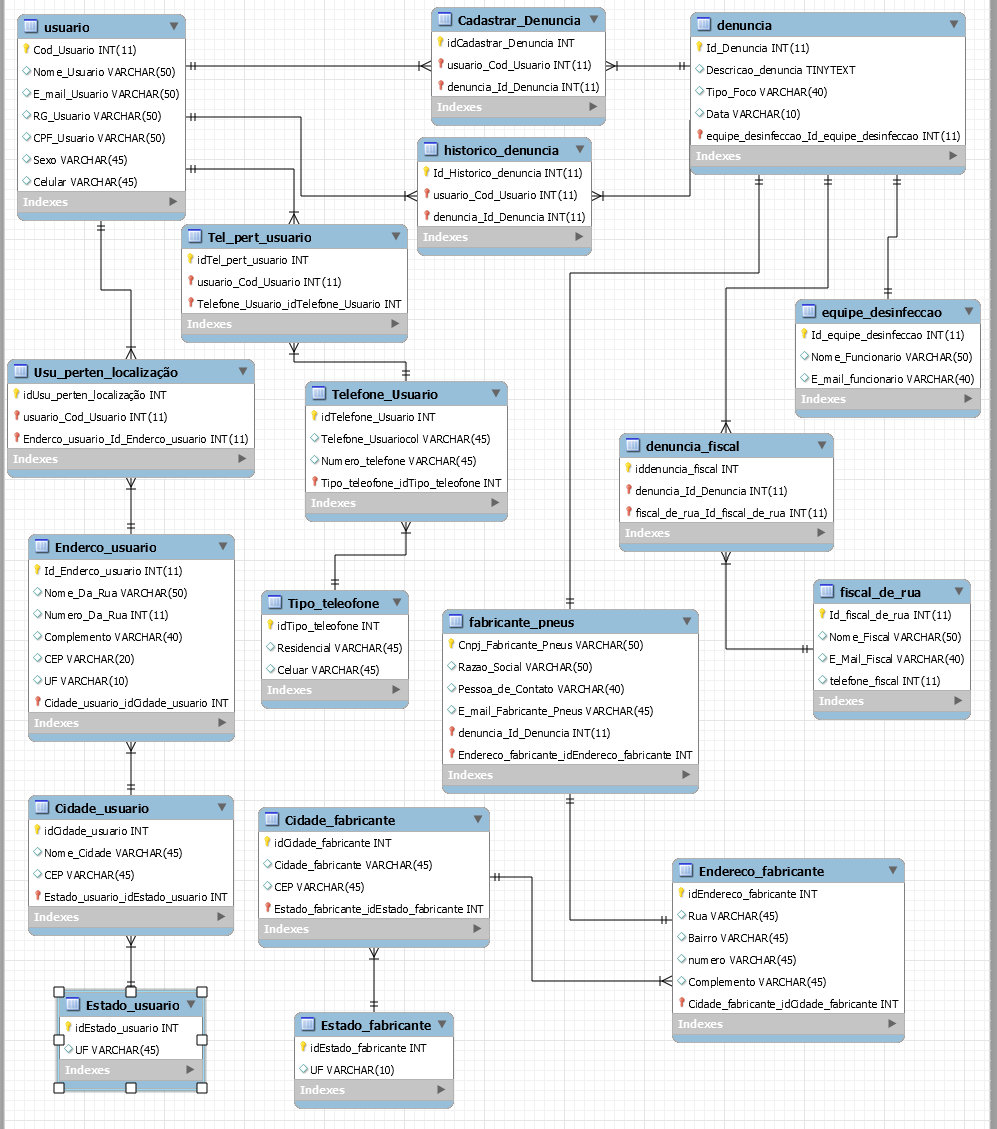 usuario
Cod_Usuario INT(11)
Nome_Usuario VARCHAR(50)
E_mail_Usuario VARCHAR(50)
RG_Usuario VARCHAR(50)
CPF_Usuario VARCHAR(50)
Sexo VARCHAR(45)
Celular VARCHAR(45)
Indexes
Cadastrar_Denuncia
idCadastrar_Denuncia INT
usuario_Cod_Usuario INT(11)
denuncia_Id_Denuncia INT(11)
Indexes
denuncia
Id_Denuncia INT(11)
Descricao_denuncia TINYTEXT
Tipo_Foco VARCHAR(40)
Data VARCHAR(10)
equipe_desinfeccao_Id_equipe_desinfeccao INT(11)
Indexes
historico_denuncia
Id_Historico_denuncia INT(11)
usuario_Cod_Usuario INT(11)
denuncia_Id_Denuncia INT(11)
Indexes
Tel_pert_usuario
idTel_pert_usuario INT
usuario_Cod_Usuario INT(11)
Telefone_Usuario_idTelefone_Usuario INT
Indexes
equipe_desinfeccao
Id_equipe_desinfeccao INT(11)
Nome_Funcionario VARCHAR(50)
E_mail_funcionario VARCHAR(40)
Indexes
Usu_perten_localização
idUsu_perten_localização INT
usuario_Cod_Usuario INT(11)
Enderco_usuario_Id_Enderco_usuario INT(11)
Indexes
Telefone_Usuario
idTelefone_Usuario INT
Telefone_Usuariocol VARCHAR(45)
Numero_telefone VARCHAR(45)
Tipo_teleofone_idTipo_teleofone INT
Indexes
denuncia_fiscal
iddenuncia_fiscal INT
denuncia_Id_Denuncia INT(11)
fiscal_de_rua_Id_fiscal_de_rua INT(11)
Indexes
Enderco_usuario
Id_Enderco_usuario INT(11)
Nome_Da_Rua VARCHAR(50)
Numero_Da_Rua INT(11)
Complemento VARCHAR(40)
CEP VARCHAR(20)
UF VARCHAR(10)
Cidade_usuario_idCidade_usuario INT
Indexes
Tipo_teleofone
idTipo_teleofone INT
Residencial VARCHAR(45)
Celuar VARCHAR(45)
Indexes
fabricante_pneus
Cnpj_Fabricante_Pneus VARCHAR(50)
Razao_Social VARCHAR(50)
Pessoa_de_Contato VARCHAR(40)
E_mail_Fabricante_Pneus VARCHAR(45)
denuncia_Id_Denuncia INT(11)
Endereco_fabricante_idEndereco_fabricante INT
Indexes
fiscal_de_rua
Id_fiscal_de_rua INT(11)
Nome_Fiscal VARCHAR(50)
E_Mail_Fiscal VARCHAR(40)
telefone_fiscal INT(11)
Indexes
Cidade_usuario
idCidade_usuario INT
Nome_Cidade VARCHAR(45)
CEP VARCHAR(45)
Estado_usuario_idEstado_usuario INT
Indexes
Cidade_fabricante
idCidade_fabricante INT
Cidade_fabricante VARCHAR(45)
CEP VARCHAR(45)
Estado_fabricante_idEstado_fabricante INT
Indexes
Endereco_fabricante
idEndereco_fabricante INT
Rua VARCHAR(45)
Bairro VARCHAR(45)
numero VARCHAR(45)
Complemento VARCHAR(45)
Cidade_fabricante_idCidade_fabricante INT
Indexes
Estado_usuario
idEstado_usuario INT
UF VARCHAR(45)
Indexes
Estado_fabricante
idEstado_fabricante INT
UF VARCHAR(10)
Indexes